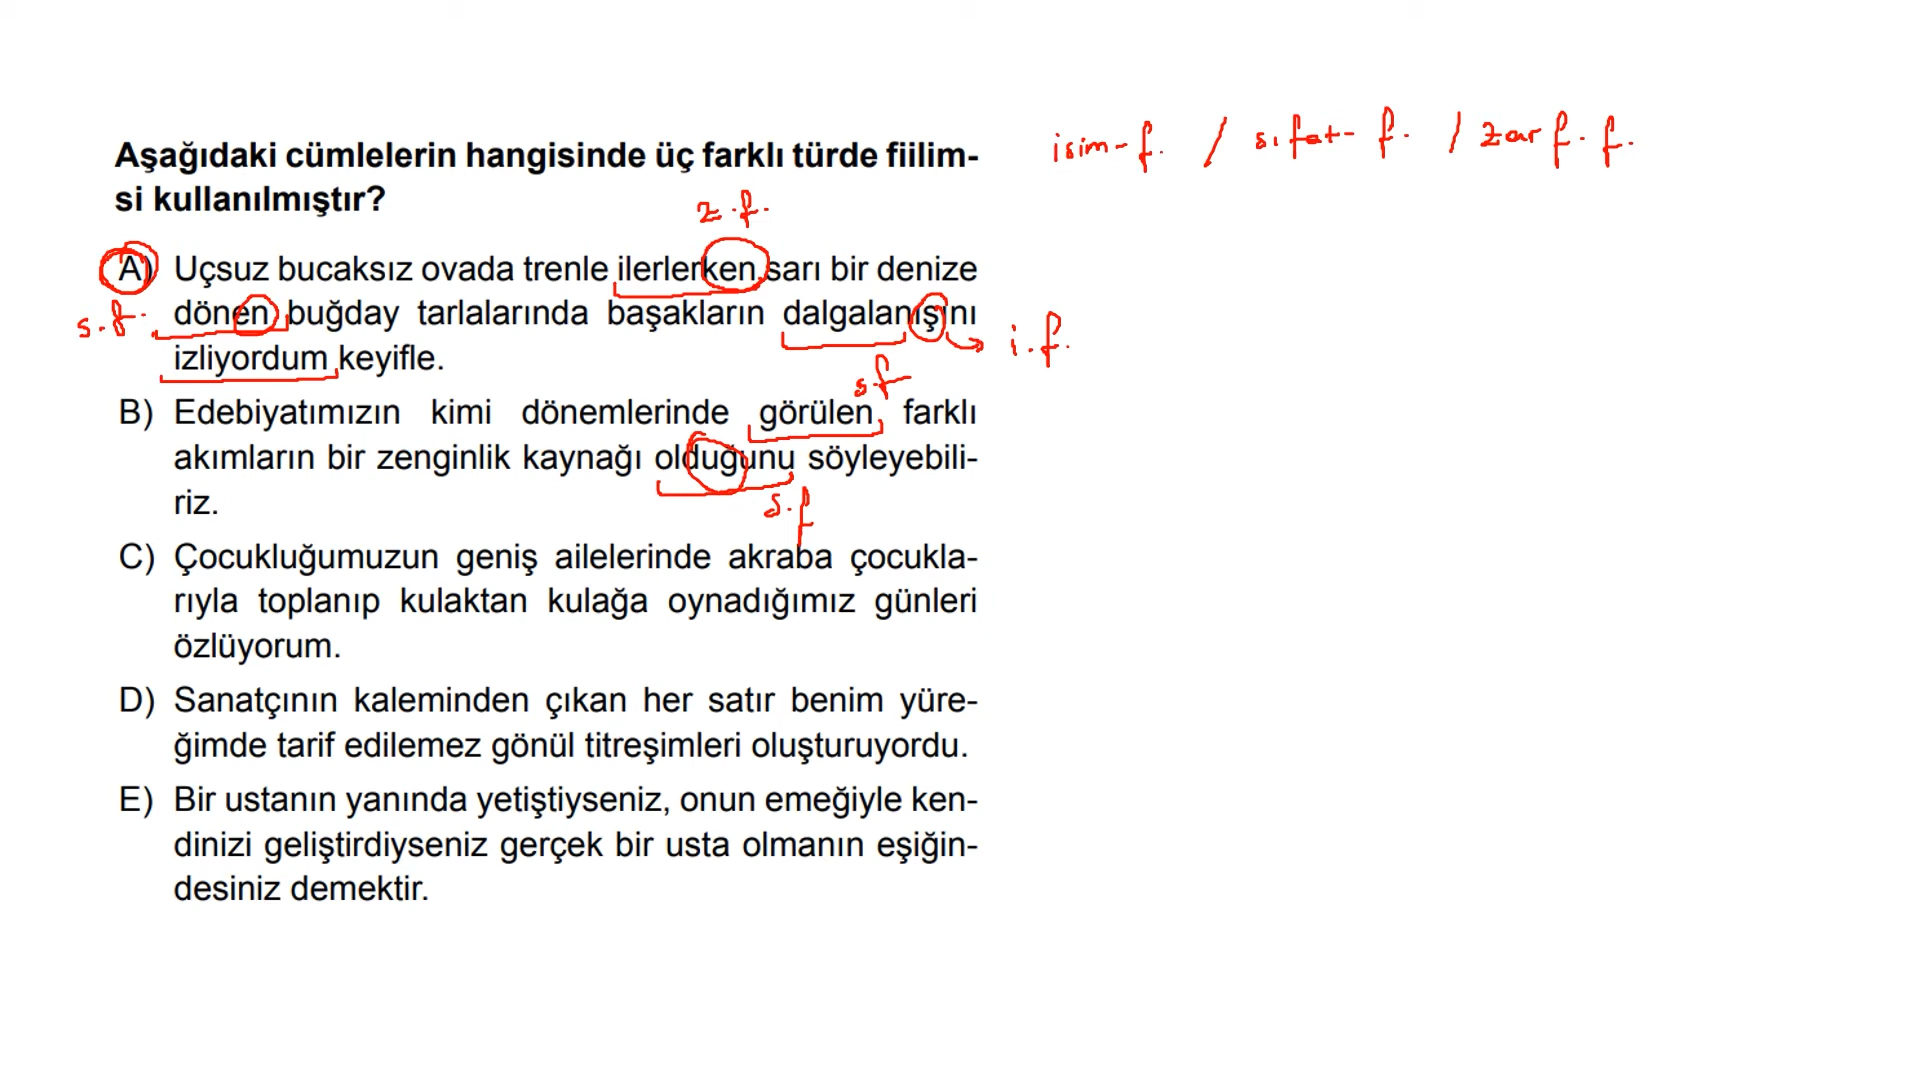 Aşağıdaki cümlelerin hangisinde üç farklı türde fiilim-
si kullanılmıştır?
isim-f. / sıfat-f. / zarf.f.
z.f.
A) Uçsuz bucaksız ovada trenle ilerlerken sarı bir denize
s.f. dönen buğday tarlalarında başakların dalgalanışını i.f.
izliyordum keyifle.
s.f
B) Edebiyatımızın kimi dönemlerinde görülen farklı
akımların bir zenginlik kaynağı olduğunu söyleyebili-
riz.
s.f
C) Çocukluğumuzun geniş ailelerinde akraba çocukla-
rıyla toplanıp kulaktan kulağa oynadığımız günleri
özlüyorum.
D) Sanatçının kaleminden çıkan her satır benim yüre-
ğimde tarif edilemez gönül titreşimleri oluşturuyordu.
E) Bir ustanın yanında yetiştiyseniz, onun emeğiyle ken-
dinizi geliştirdiyseniz gerçek bir usta olmanın eşiğin-
desiniz demektir.